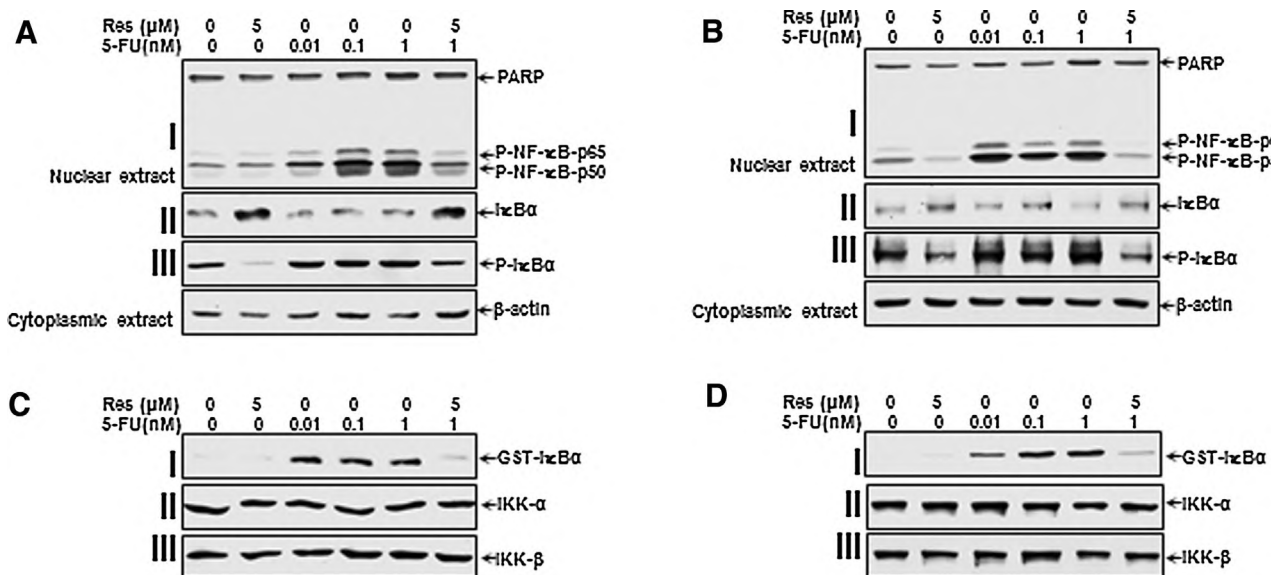 A
Res (µM) 0 5 0 0 0 5
5-FU(nM) 0 0 0.01 0.1 1 1
I
←PARP
P-NF-κB-p65
P-NF-κB-p50
Nuclear extract
II
←IκBα
III
←P-IκBα
Cytoplasmic extract
←β-actin
B
Res (µM) 0 5 0 0 0 5
5-FU(nM) 0 0 0.01 0.1 1 1
I
←PARP
P-NF-κB-p
P-NF-κB-p
Nuclear extract
II
←IκBα
III
←P-IκBα
Cytoplasmic extract
←β-actin
C
Res (µM) 0 5 0 0 0 5
5-FU(nM) 0 0 0.01 0.1 1 1
I
←GST-IκBα
II
←IKK-α
III
←IKK-β
D
Res (µM) 0 5 0 0 0 5
5-FU(nM) 0 0 0.01 0.1 1 1
I
←GST-IκBα
II
←IKK-α
III
←IKK-β